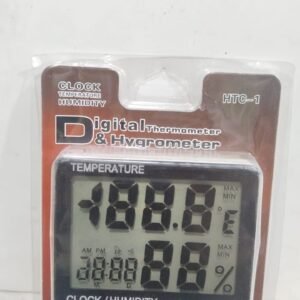 CLOCK
TEMPERATURE
HUMIDITY
HTC-1
Digital Thermometer
& Hygrometer
TEMPERATURE
MAX
MIN
-188.8
AM PM
MAX
MIN
88 %
M D
CLOCK / HUMIDITY